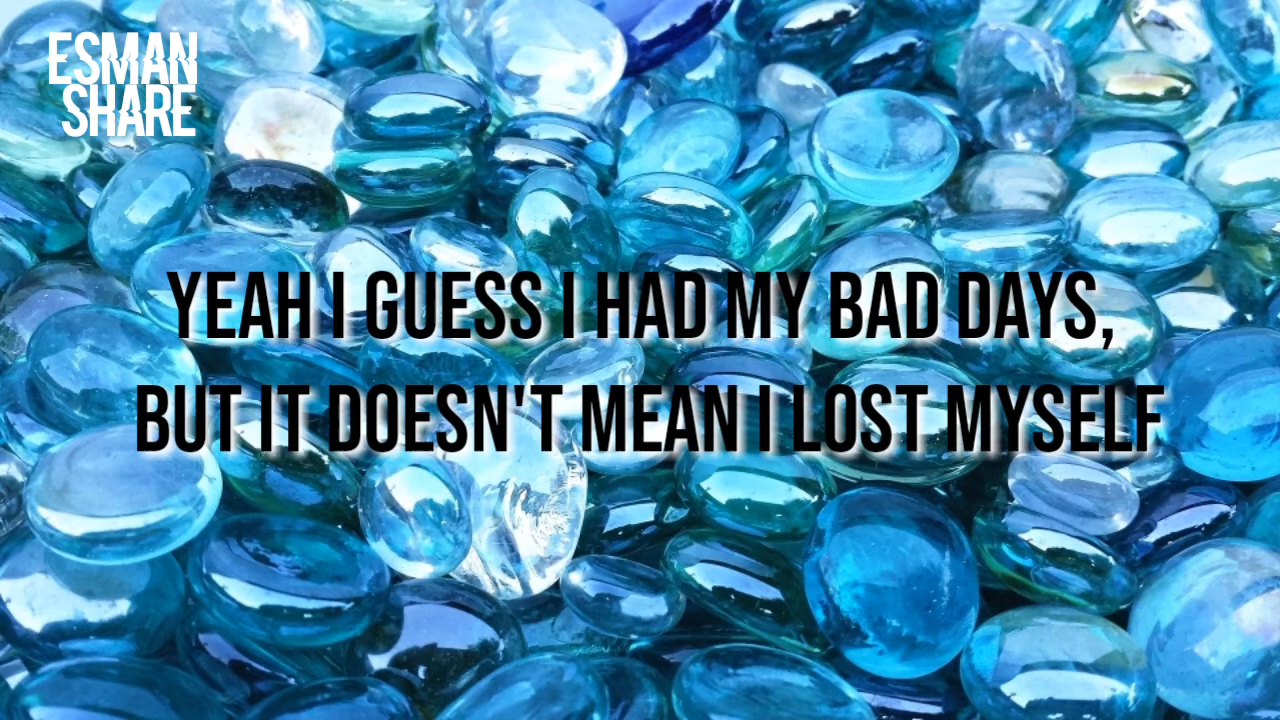 ESMAN
SHARE
YEAH I GUESS I HAD MY BAD DAYS,
BUT IT DOESN'T MEAN I LOST MYSELF